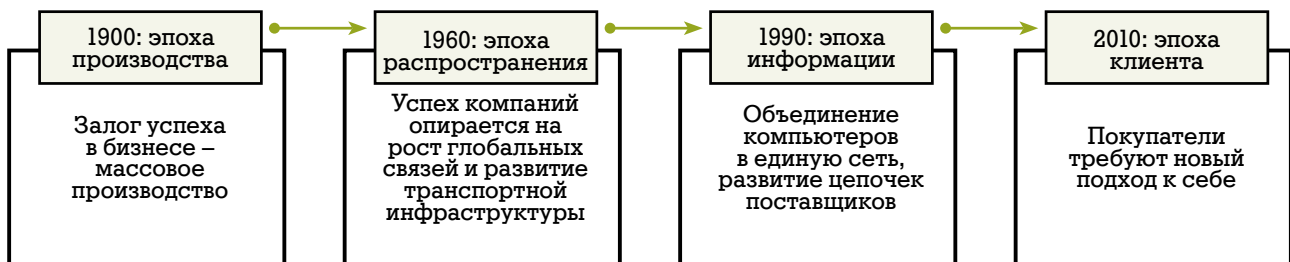 1900: эпоха
производства
Залог успеха
в бизнесе –
массовое
производство
1960: эпоха
распространения
Успех компаний
опирается на
рост глобальных
связей и развитие
транспортной
инфраструктуры
1990: эпоха
информации
Объединение
компьютеров
в единую сеть,
развитие цепочек
поставщиков
2010: эпоха
клиента
Покупатели
требуют новый
подход к себе